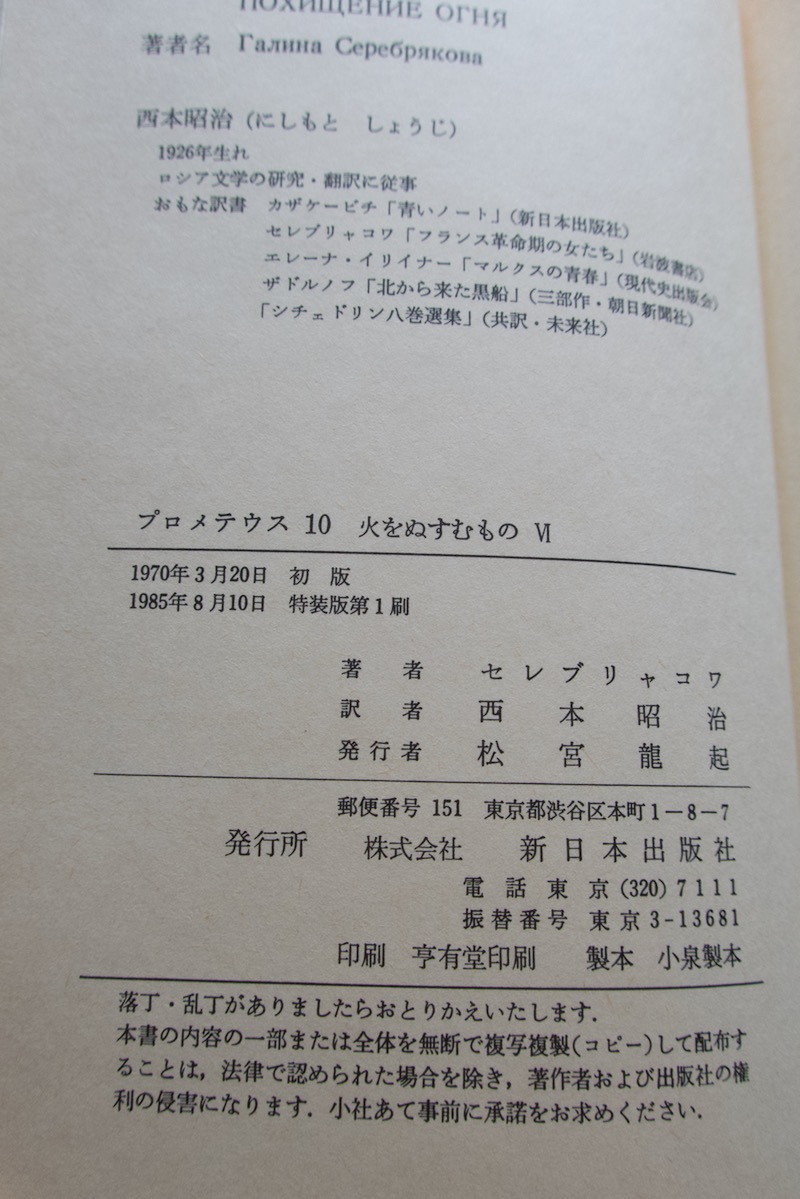 ПОХИЩЕНИЕ ОГНЯ
著者名 Галина Серебрякова
西本昭治(にしもと しょうじ)
1926年生れ
ロシア文学の研究・翻訳に従事
おもな訳書 カザケービチ「青いノート」(新日本出版社)
セレブリャコワ「フランス革命期の女たち」(岩波書店)
エレーナ・イリイナー「マルクスの青春」(現代史出版会)
ザドルノフ「北から来た黒船」(三部作・朝日新聞社)
「シチェドリン八巻選集」(共訳・未来社)
プロメテウス 10 火をぬすむもの Ⅵ
1970年3月20日 初版
1985年8月10日 特装版第1刷
著者 セレブリャコワ
訳者 西本昭治
発行者 松宮龍起
郵便番号 151 東京都渋谷区本町1-8-7
発行所 株式会社 新日本出版社
電話 東京 (320) 7111
振替番号 東京 3-13681
印刷 亨有堂印刷 製本 小泉製本
落丁・乱丁がありましたらおとりかえいたします.
本書の内容の一部または全体を無断で複写複製(コピー)して配布す
ることは,法律で認められた場合を除き,著作者および出版社の権
利の侵害になります.小社あて事前に承諾をお求めください.